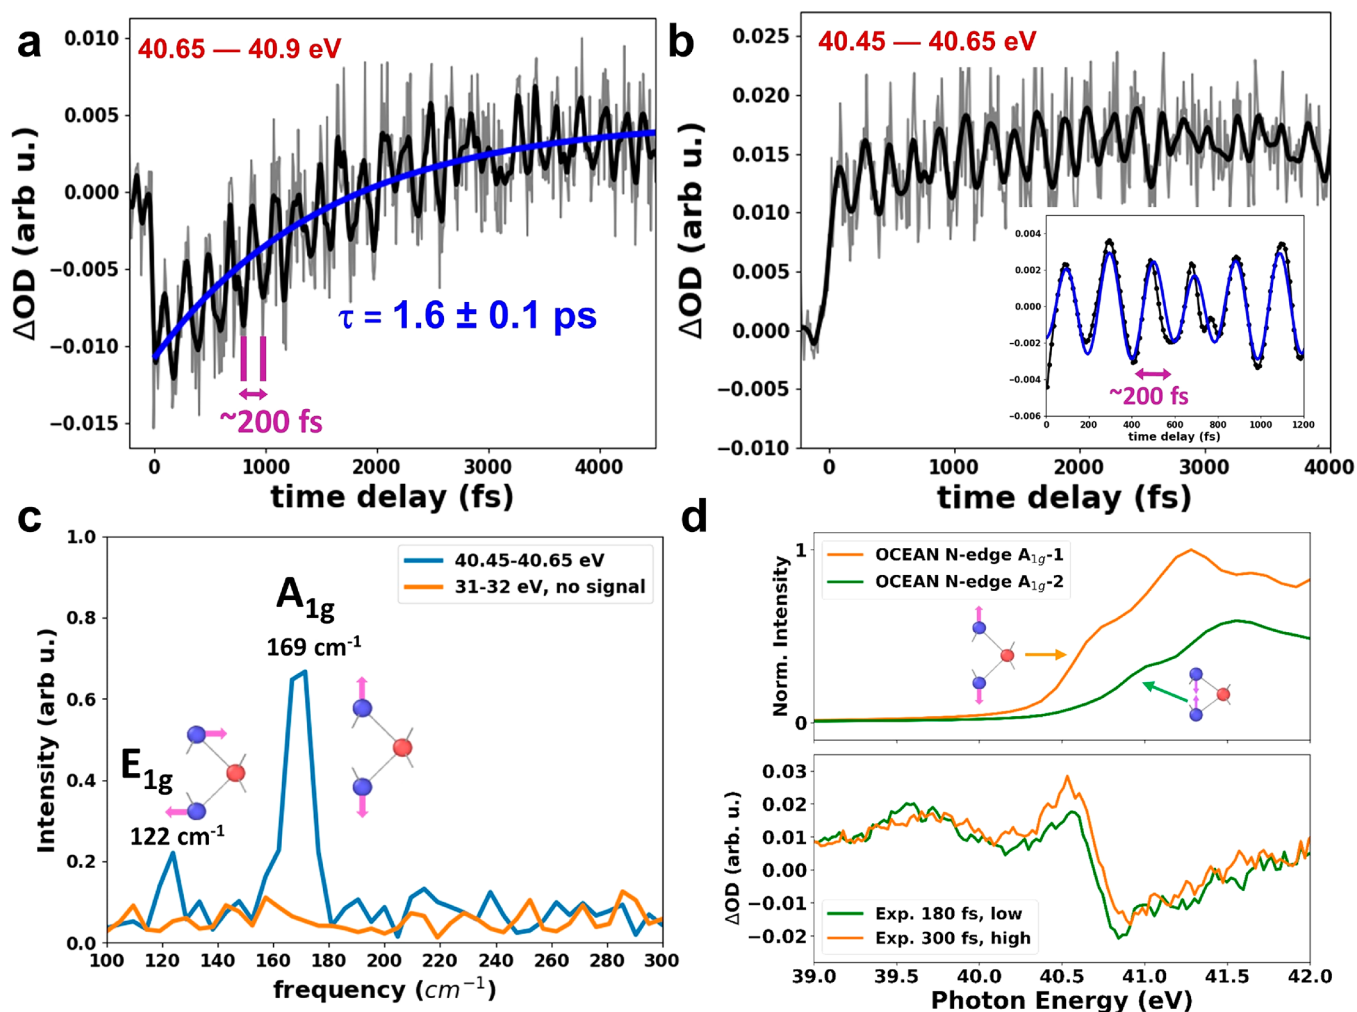 a
40.65 — 40.9 eV
0.010
0.005
0.000
−0.005
−0.010
−0.015
ΔOD (arb u.)
τ = 1.6 ± 0.1 ps
~200 fs
0
1000
2000
3000
4000
time delay (fs)
b
40.45 — 40.65 eV
0.025
0.020
0.015
0.010
0.005
0.000
−0.005
−0.010
ΔOD (arb u.)
0.004
0.002
0.000
−0.002
−0.004
−0.006
~200 fs
0
200
400
600
800
1000
1200
time delay (fs)
0
1000
2000
3000
4000
time delay (fs)
c
1.0
0.8
0.6
0.4
0.2
0.0
Intensity (arb u.)
40.45-40.65 eV
31-32 eV, no signal
A1g
169 cm-1
E1g
122 cm-1
100
120
140
160
180
200
220
240
260
280
300
frequency (cm−1)
d
1
0
Norm. Intensity
OCEAN N-edge A1g-1
OCEAN N-edge A1g-2
0.03
0.02
0.01
0.00
−0.01
−0.02
ΔOD (arb. u.)
Exp. 180 fs, low
Exp. 300 fs, high
39.0
39.5
40.0
40.5
41.0
41.5
42.0
Photon Energy (eV)